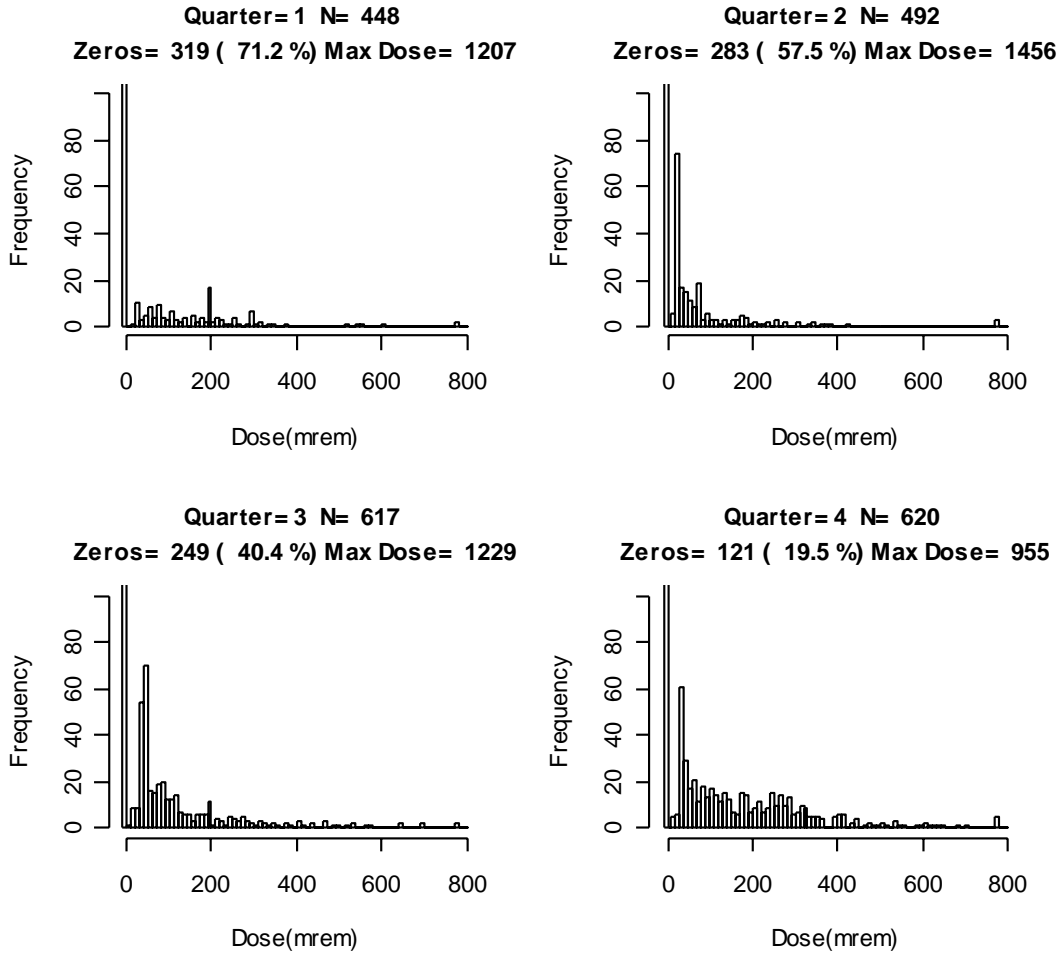 Quarter= 1 N= 448
Zeros= 319 ( 71.2 %) Max Dose= 1207
Frequency
0 20 40 60 80
0 200 400 600 800
Dose(mrem)
Quarter= 2 N= 492
Zeros= 283 ( 57.5 %) Max Dose= 1456
Frequency
0 20 40 60 80
0 200 400 600 800
Dose(mrem)
Quarter= 3 N= 617
Zeros= 249 ( 40.4 %) Max Dose= 1229
Frequency
0 20 40 60 80
0 200 400 600 800
Dose(mrem)
Quarter= 4 N= 620
Zeros= 121 ( 19.5 %) Max Dose= 955
Frequency
0 20 40 60 80
0 200 400 600 800
Dose(mrem)